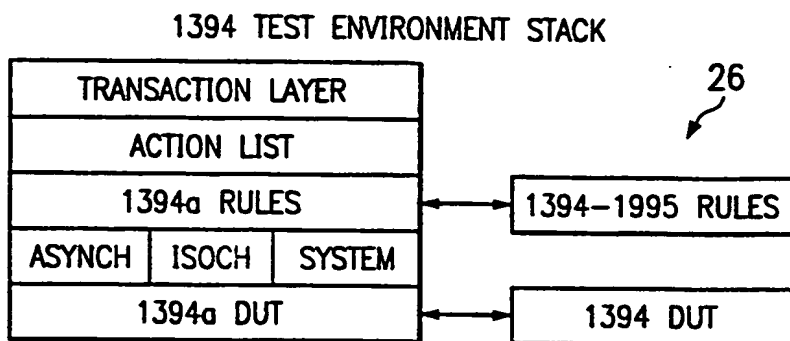 1394 TEST ENVIRONMENT STACK
26
TRANSACTION LAYER
ACTION LIST
1394a RULES
1394-1995 RULES
ASYNCH ISOCH SYSTEM
1394a DUT
1394 DUT